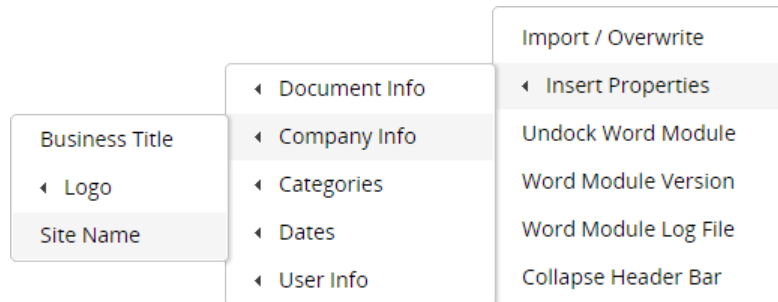 Import / Overwrite
Insert Properties
Undock Word Module
Word Module Version
Word Module Log File
Collapse Header Bar
Document Info
Company Info
Categories
Dates
User Info
Business Title
Logo
Site Name